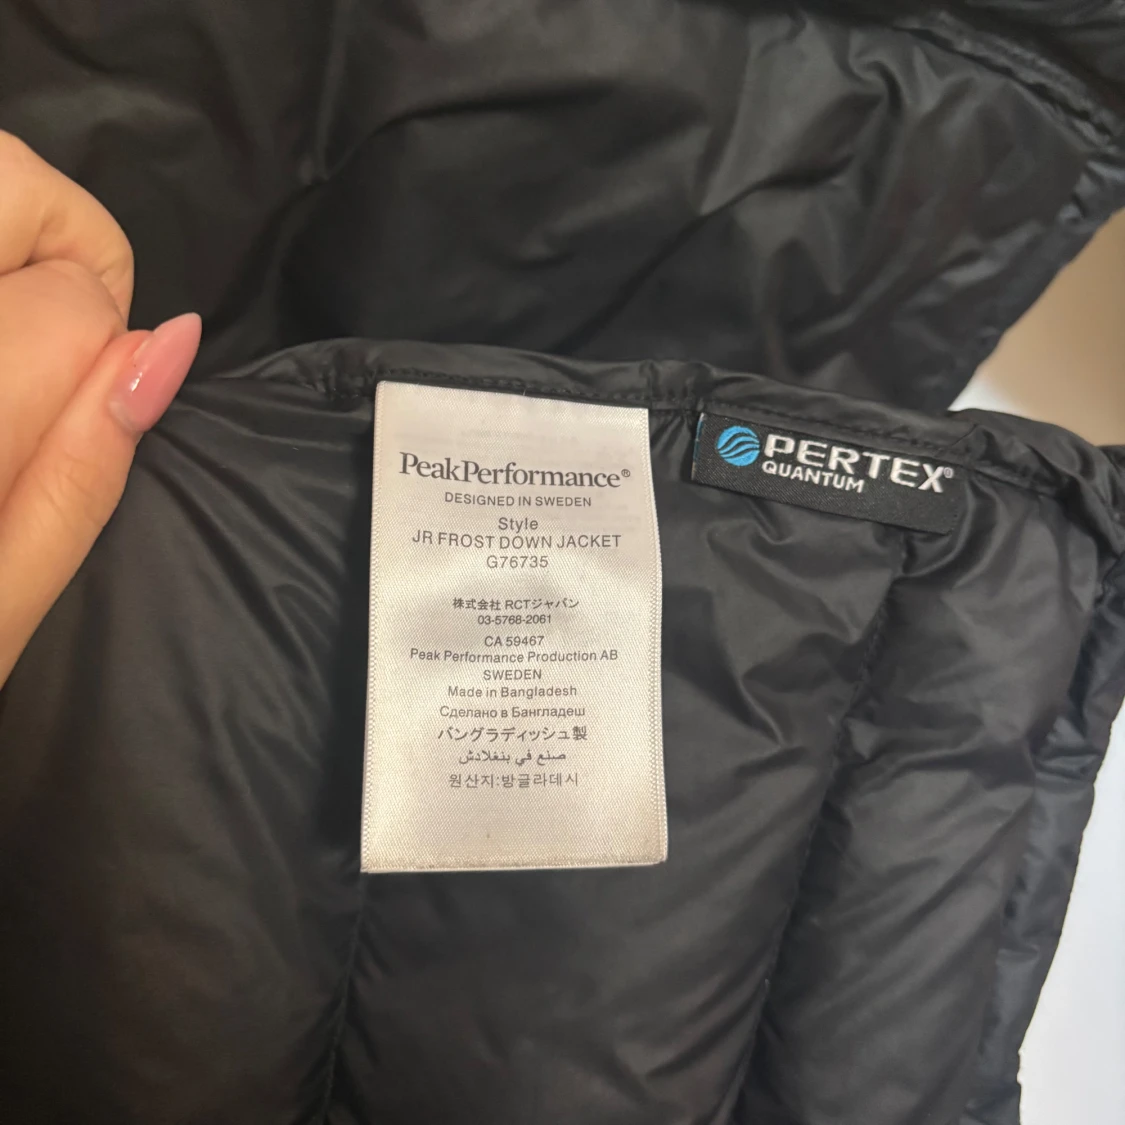 PeakPerformance®
DESIGNED IN SWEDEN
Style
JR FROST DOWN JACKET
G76735
株式会社 RCTジャパン
03-5768-2061
CA 59467
Peak Performance Production AB
SWEDEN
Made in Bangladesh
Сделано в Бангладеш
バングラディッシュ製
صنع في بنغلادش
원산지:방글라데시
PERTEX®
QUANTUM